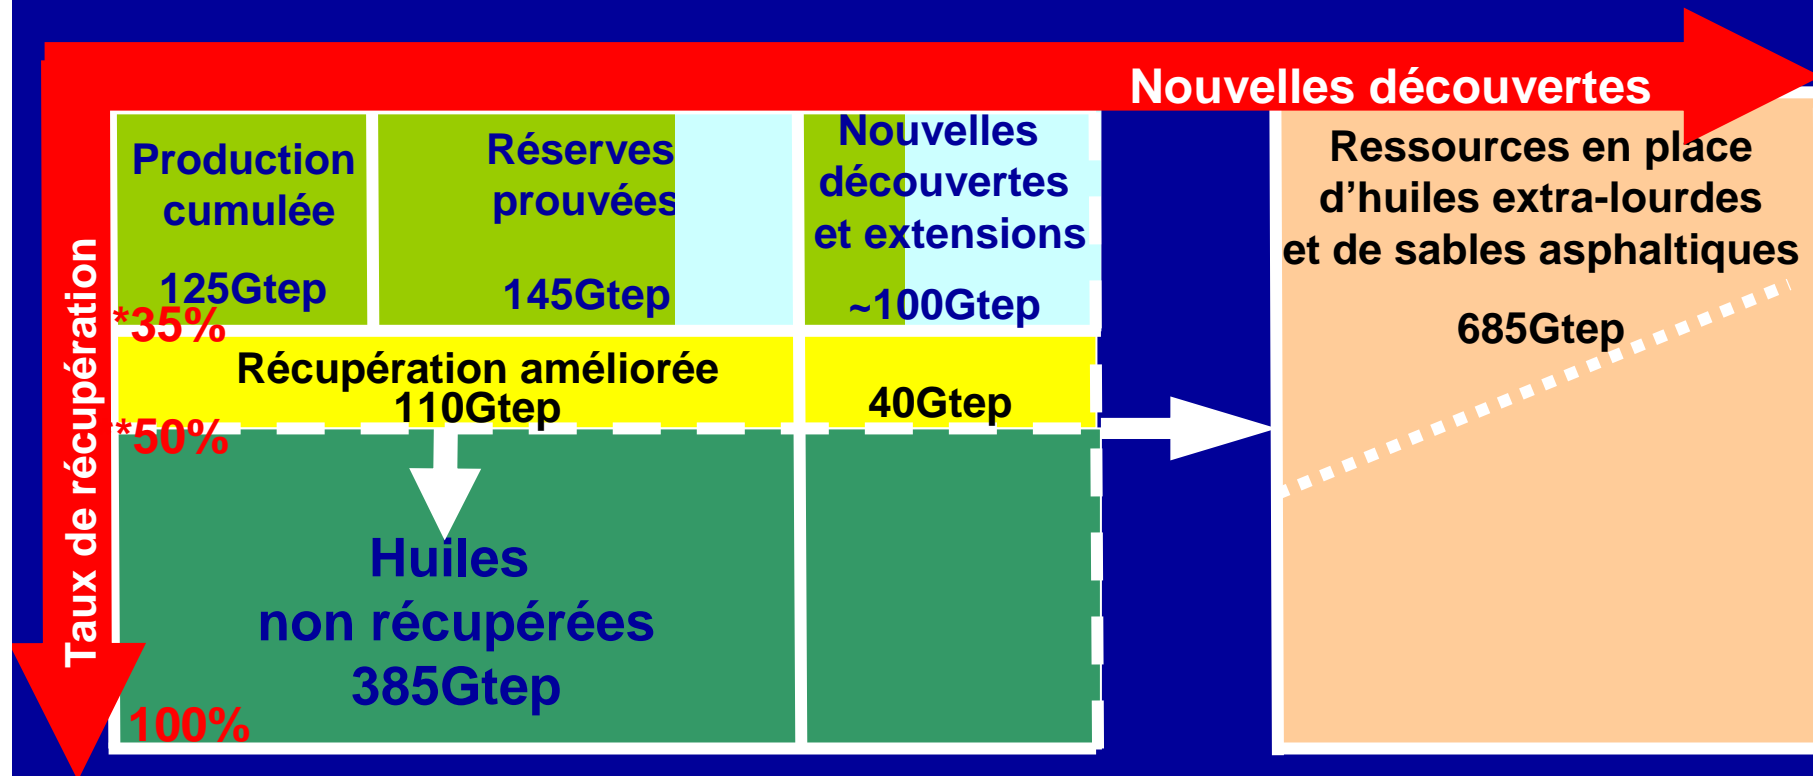 Nouvelles découvertes
Taux de récupération
Production
cumulée
125Gtep
Réserves
prouvées
145Gtep
Nouvelles
découvertes
et extensions
~100Gtep
Ressources en place
d’huiles extra-lourdes
et de sables asphaltiques
685Gtep
*35%
Récupération améliorée
110Gtep
40Gtep
*50%
Huiles
non récupérées
385Gtep
100%